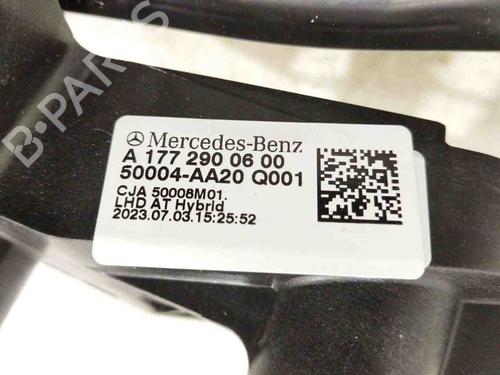 B-PARTS
Mercedes-Benz
A 177 290 06 00
50004-AA20 Q001
CJA 50008M01.
LHD AT Hybrid
2023.07.03.15:25:52